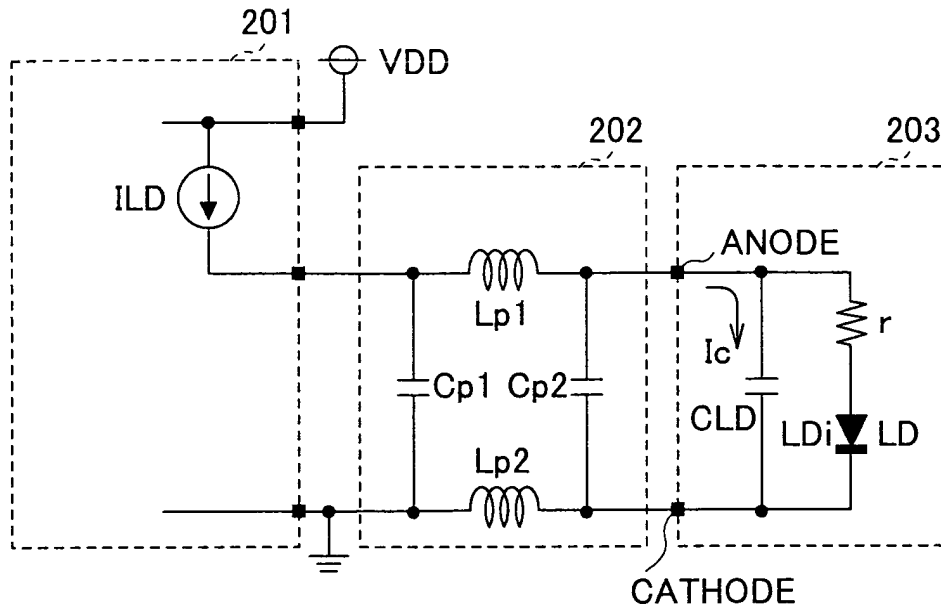 201
VDD
202
203
ILD
ANODE
Lp1
r
Ic
Cp1
Cp2
CLD
LDi
LD
Lp2
CATHODE